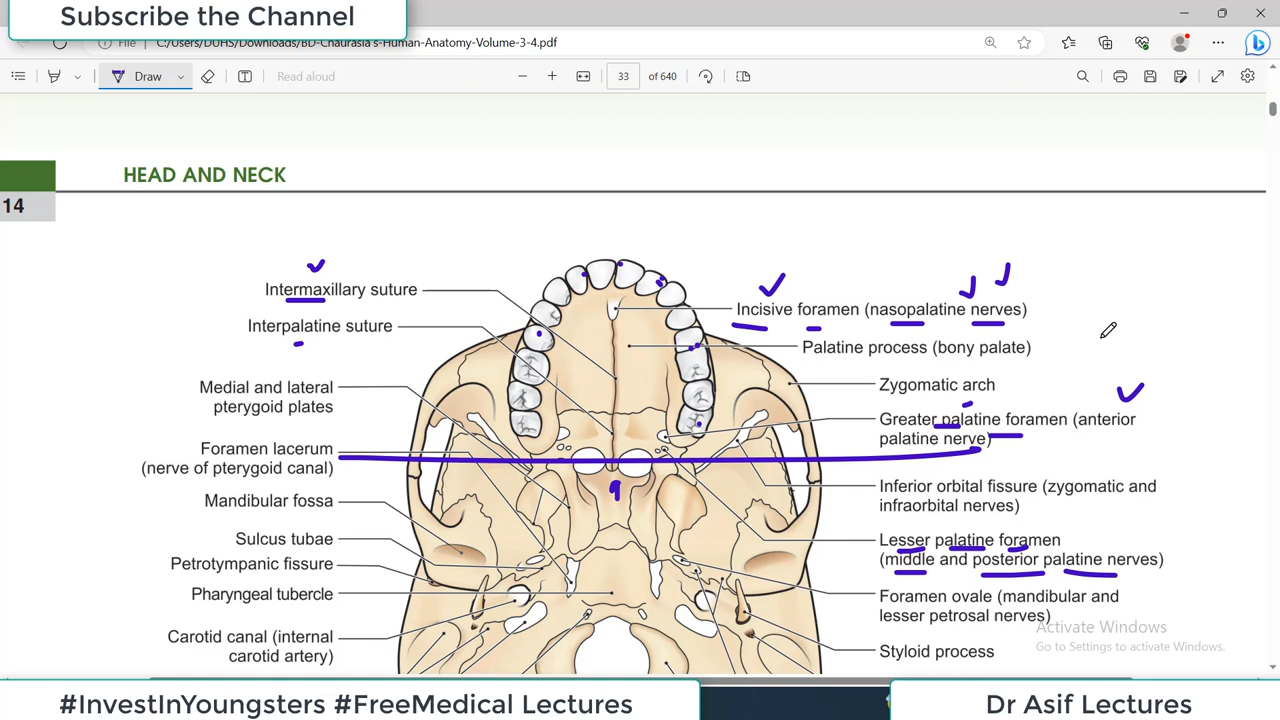 Subscribe the Channel
File
C:/Users/DUHS/Downloads/BD-Chaurasia's-Human-Anatomy-Volume-3-4.pdf
Draw
Read aloud
33
of 640
HEAD AND NECK
14
Intermaxillary suture
Interpalatine suture
Medial and lateral
pterygoid plates
Foramen lacerum
(nerve of pterygoid canal)
Mandibular fossa
Sulcus tubae
Petrotympanic fissure
Pharyngeal tubercle
Carotid canal (internal
carotid artery)
Incisive foramen (nasopalatine nerves)
Palatine process (bony palate)
Zygomatic arch
Greater palatine foramen (anterior
palatine nerve)
Inferior orbital fissure (zygomatic and
infraorbital nerves)
Lesser palatine foramen
(middle and posterior palatine nerves)
Foramen ovale (mandibular and
lesser petrosal nerves)
Styloid process
Activate Windows
Go to Settings to activate Windows.
#InvestInYoungsters #FreeMedical Lectures
Dr Asif Lectures